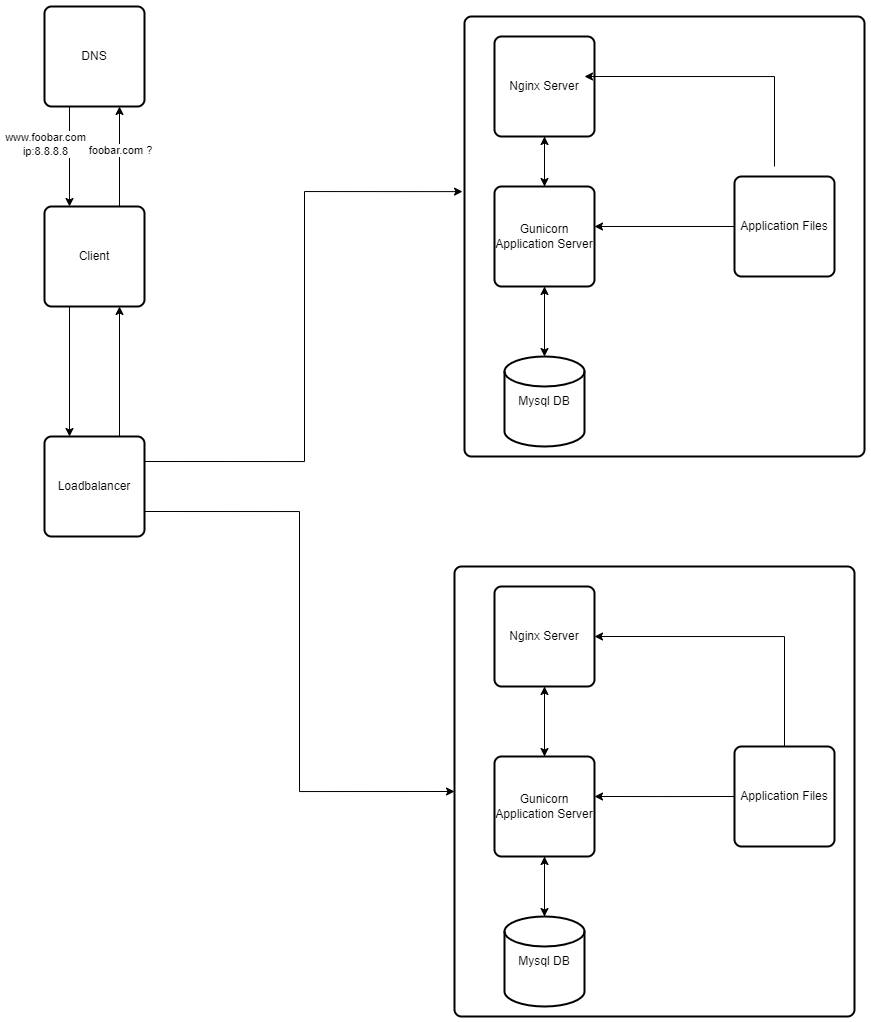 DNS
www.foobar.com
ip:8.8.8.8
foobar.com ?
Client
Loadbalancer
Nginx Server
Gunicorn
Application Server
Application Files
Mysql DB
Nginx Server
Gunicorn
Application Server
Application Files
Mysql DB